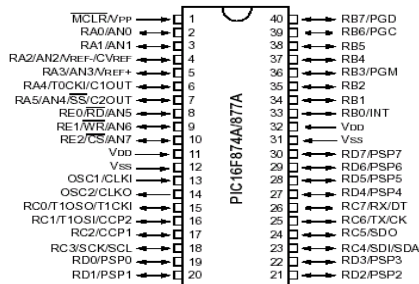 MCLR/VPP 1 40 RB7/PGD
RA0/AN0 2 39 RB6/PGC
RA1/AN1 3 38 RB5
RA2/AN2/VREF-/CVREF 4 37 RB4
RA3/AN3/VREF+ 5 36 RB3/PGM
RA4/T0CKI/C1OUT 6 35 RB2
RA5/AN4/SS/C2OUT 7 34 RB1
RE0/RD/AN5 8 33 RB0/INT
RE1/WR/AN6 9 32 VDD
RE2/CS/AN7 10 31 VSS
VDD 11 30 RD7/PSP7
VSS 12 29 RD6/PSP6
OSC1/CLKI 13 28 RD5/PSP5
OSC2/CLKO 14 27 RD4/PSP4
RC0/T1OSO/T1CKI 15 26 RC7/RX/DT
RC1/T1OSI/CCP2 16 25 RC6/TX/CK
RC2/CCP1 17 24 RC5/SDO
RC3/SCK/SCL 18 23 RC4/SDI/SDA
RD0/PSP0 19 22 RD3/PSP3
RD1/PSP1 20 21 RD2/PSP2
PIC16F874A/877A